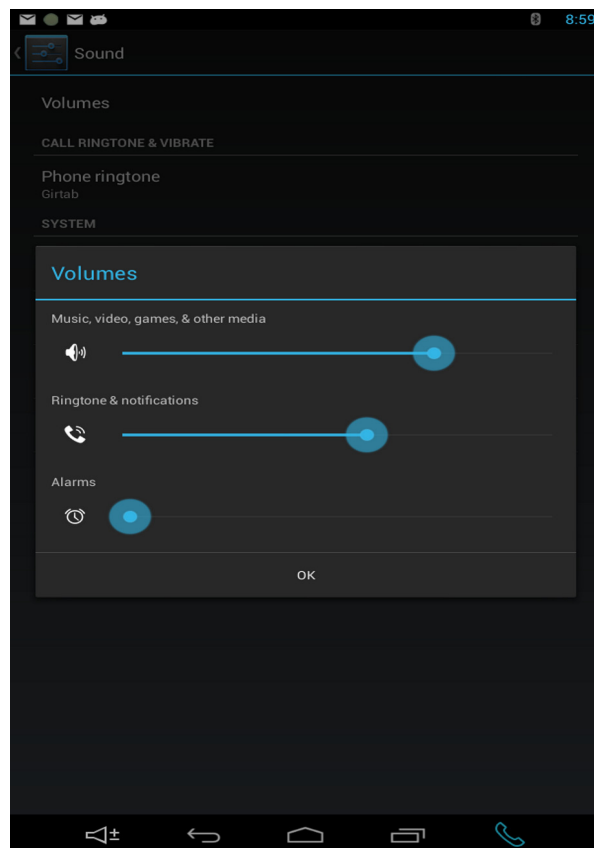 8:59
Sound
Volumes
CALL RINGTONE & VIBRATE
Phone ringtone
Girtab
SYSTEM
Volumes
Music, video, games, & other media
Ringtone & notifications
Alarms
OK